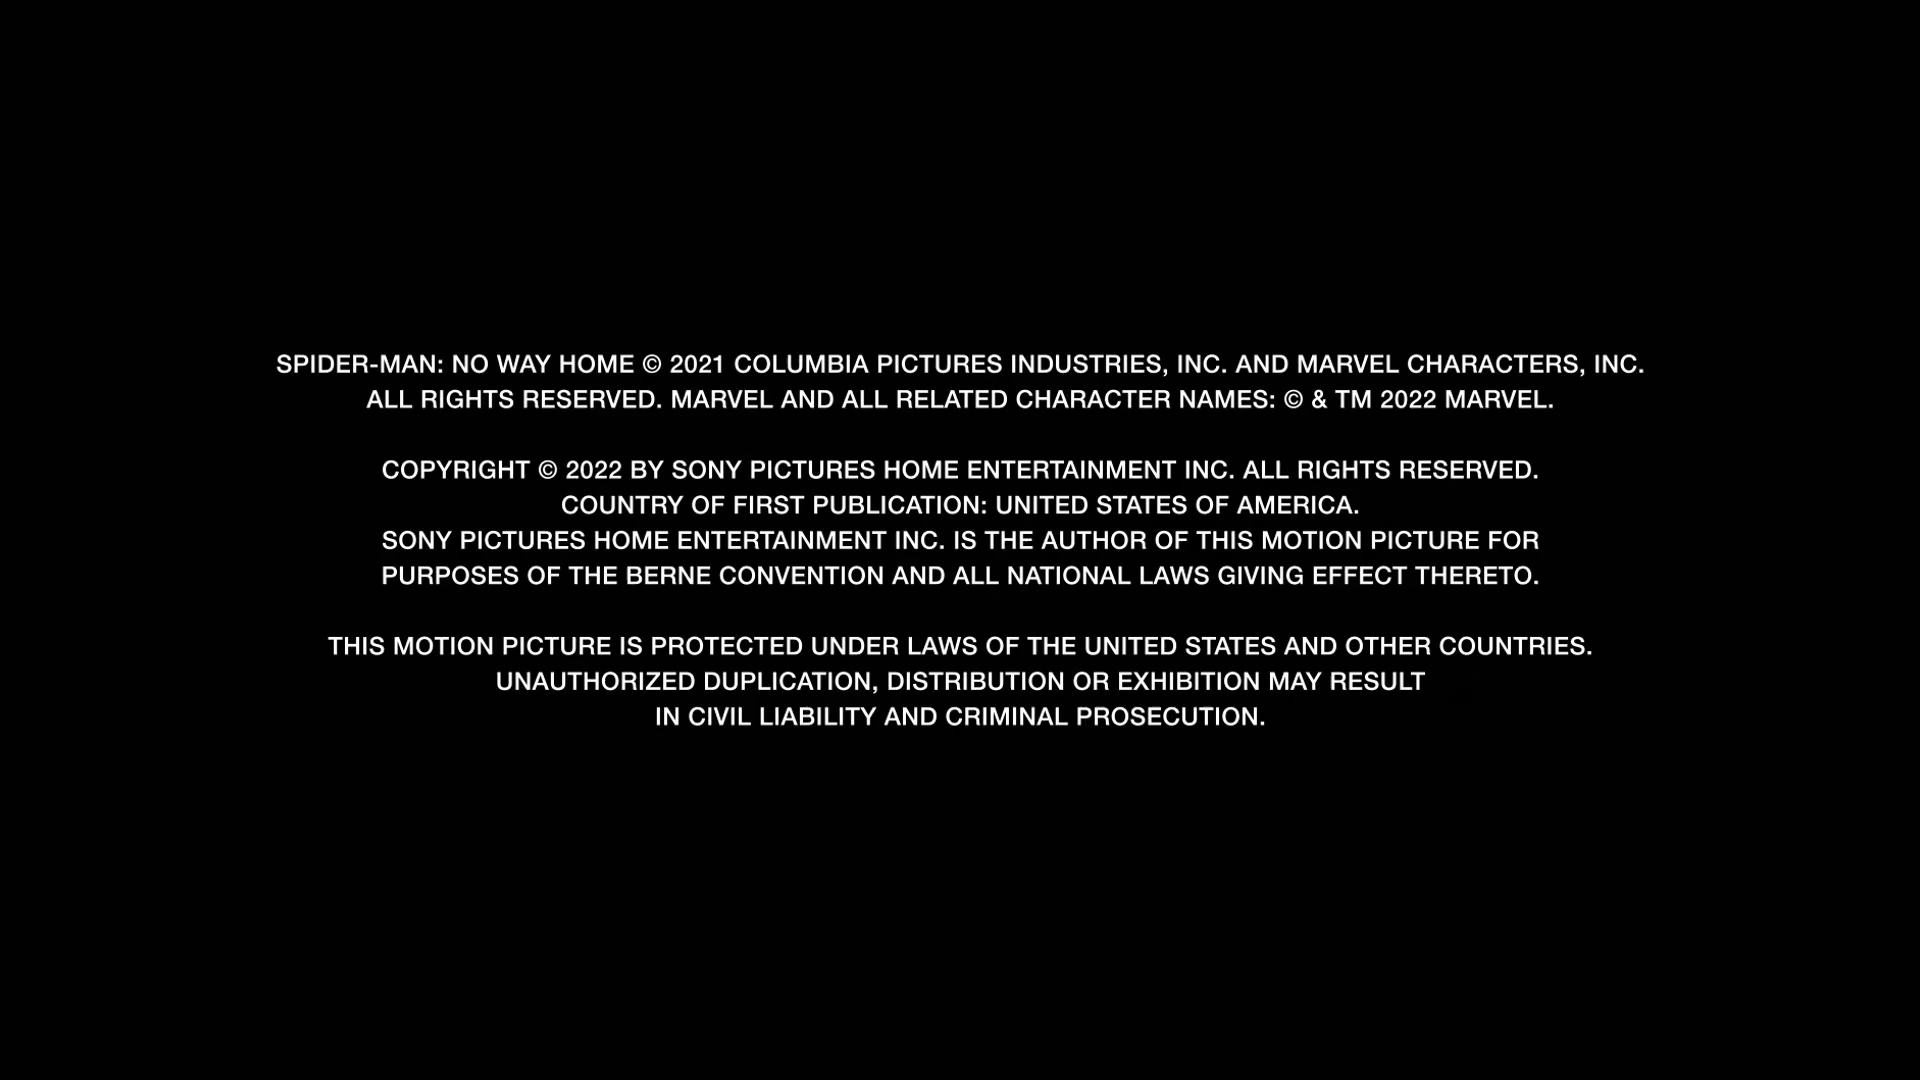 SPIDER-MAN: NO WAY HOME © 2021 COLUMBIA PICTURES INDUSTRIES, INC. AND MARVEL CHARACTERS, INC.
ALL RIGHTS RESERVED. MARVEL AND ALL RELATED CHARACTER NAMES: © & TM 2022 MARVEL.
COPYRIGHT © 2022 BY SONY PICTURES HOME ENTERTAINMENT INC. ALL RIGHTS RESERVED.
COUNTRY OF FIRST PUBLICATION: UNITED STATES OF AMERICA.
SONY PICTURES HOME ENTERTAINMENT INC. IS THE AUTHOR OF THIS MOTION PICTURE FOR
PURPOSES OF THE BERNE CONVENTION AND ALL NATIONAL LAWS GIVING EFFECT THERETO.
THIS MOTION PICTURE IS PROTECTED UNDER LAWS OF THE UNITED STATES AND OTHER COUNTRIES.
UNAUTHORIZED DUPLICATION, DISTRIBUTION OR EXHIBITION MAY RESULT
IN CIVIL LIABILITY AND CRIMINAL PROSECUTION.